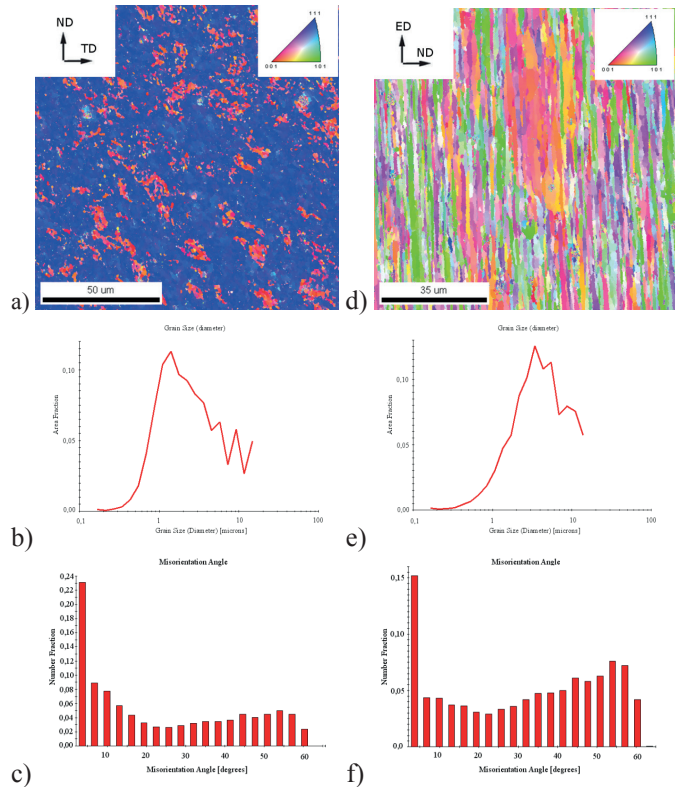 ND
TD
111
001
101
50 um
a)
ED
ND
111
001
101
35 um
d)
Grain Size (diameter)
Area Fraction
0,10
0,05
0,00
0,1
1
10
100
Grain Size (Diameter) [microns]
b)
Grain Size (diameter)
Area Fraction
0,10
0,05
0,00
0,1
1
10
100
Grain Size (Diameter) [microns]
e)
Misorientation Angle
Number Fraction
0,24
0,22
0,20
0,18
0,16
0,14
0,12
0,10
0,08
0,06
0,04
0,02
0,00
10
20
30
40
50
60
Misorientation Angle [degrees]
c)
Misorientation Angle
Number Fraction
0,15
0,10
0,05
0,0
10
20
30
40
50
60
Misorientation Angle [degrees]
f)